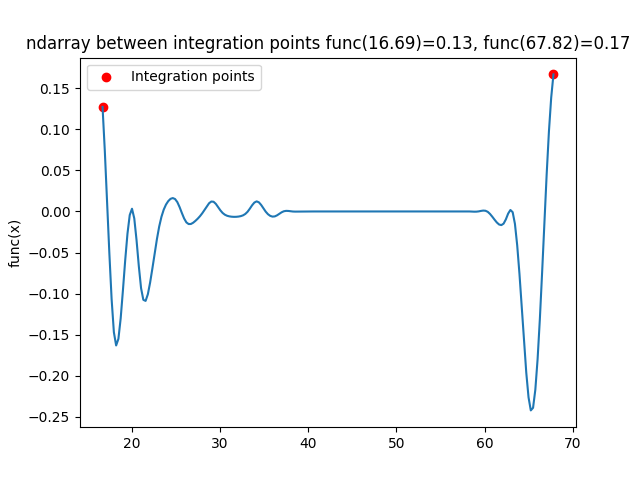 ndarray between integration points func(16.69)=0.13, func(67.82)=0.17
Integration points
func(x)
0.15
0.10
0.05
0.00
−0.05
−0.10
−0.15
−0.20
−0.25
20 30 40 50 60 70